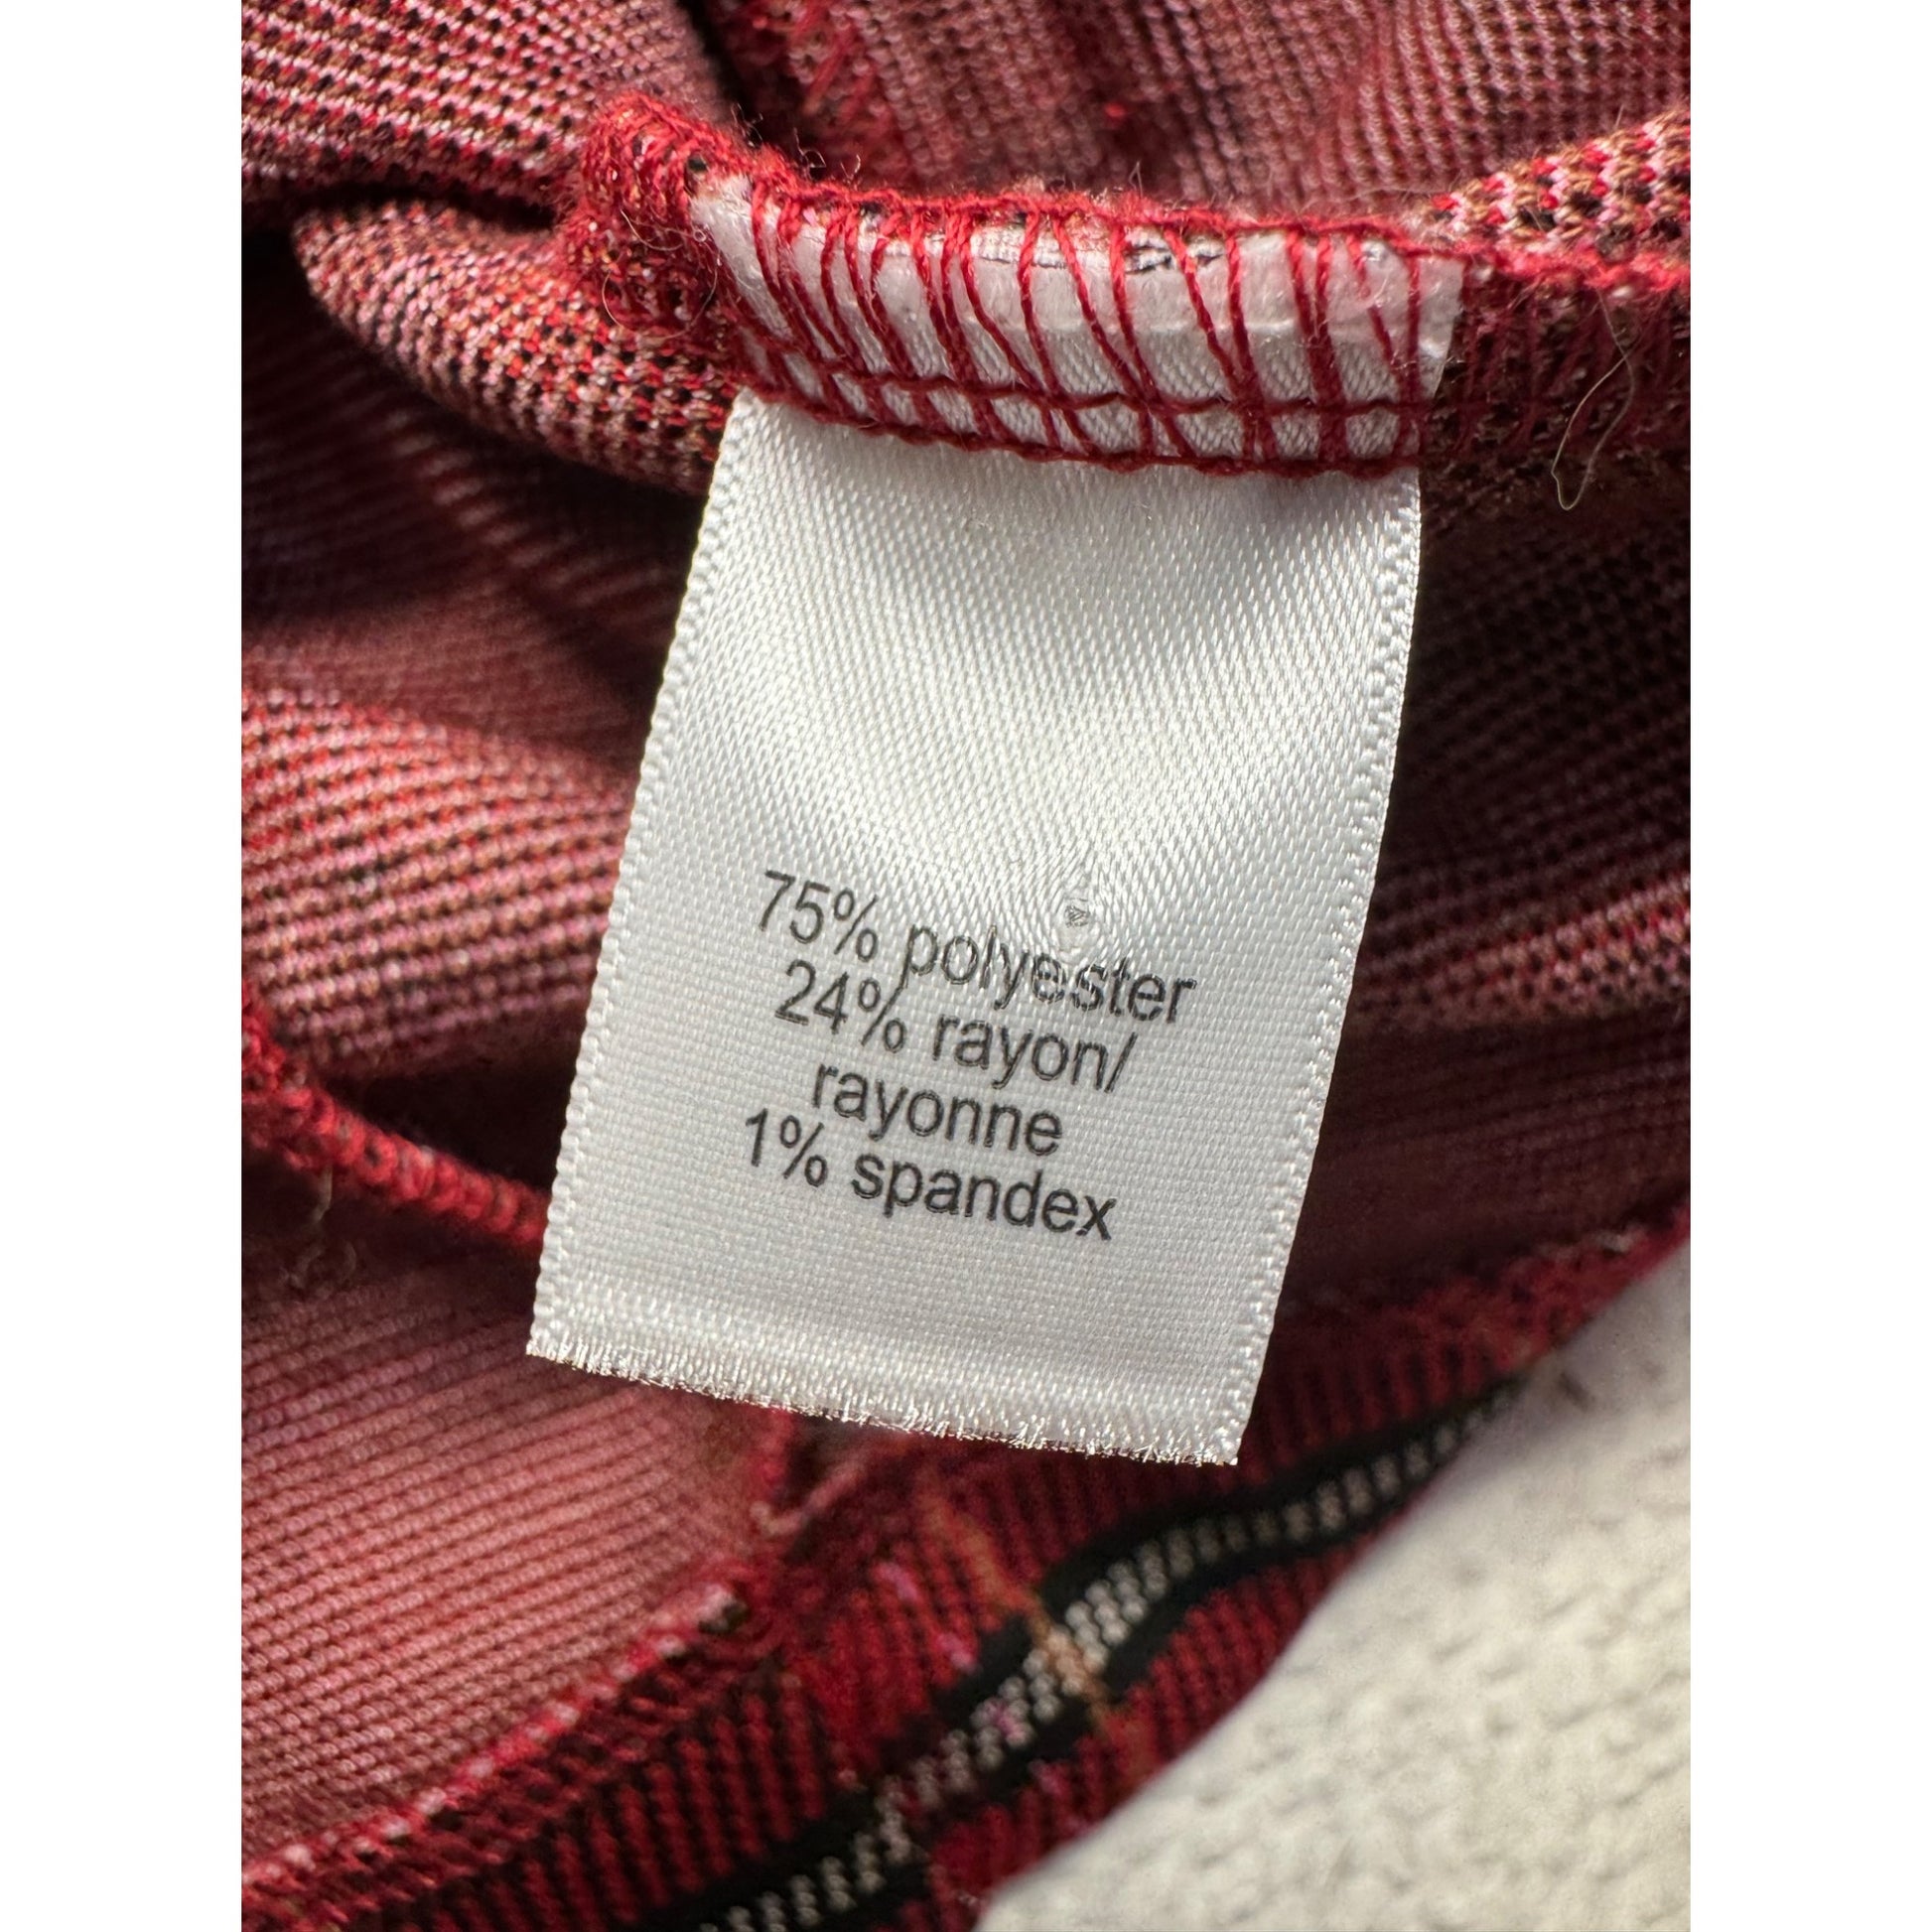 75% polyester
24% rayon/
rayonne
1% spandex